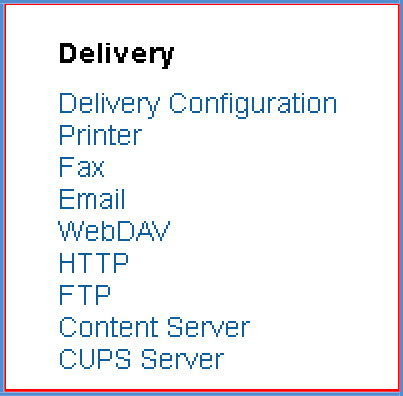 Delivery
Delivery Configuration
Printer
Fax
Email
WebDAV
HTTP
FTP
Content Server
CUPS Server